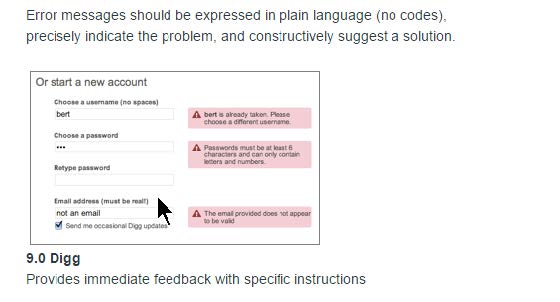 Error messages should be expressed in plain language (no codes),
precisely indicate the problem, and constructively suggest a solution.
Or start a new account
Choose a username (no spaces)
bert
bert is already taken. Please
choose a different username.
Choose a password
•••
Passwords must be at least 6
characters and can only contain
letters and numbers.
Retype password
Email address (must be real!)
not an email
The email provided does not appear
to be valid
Send me occasional Digg updates
9.0 Digg
Provides immediate feedback with specific instructions